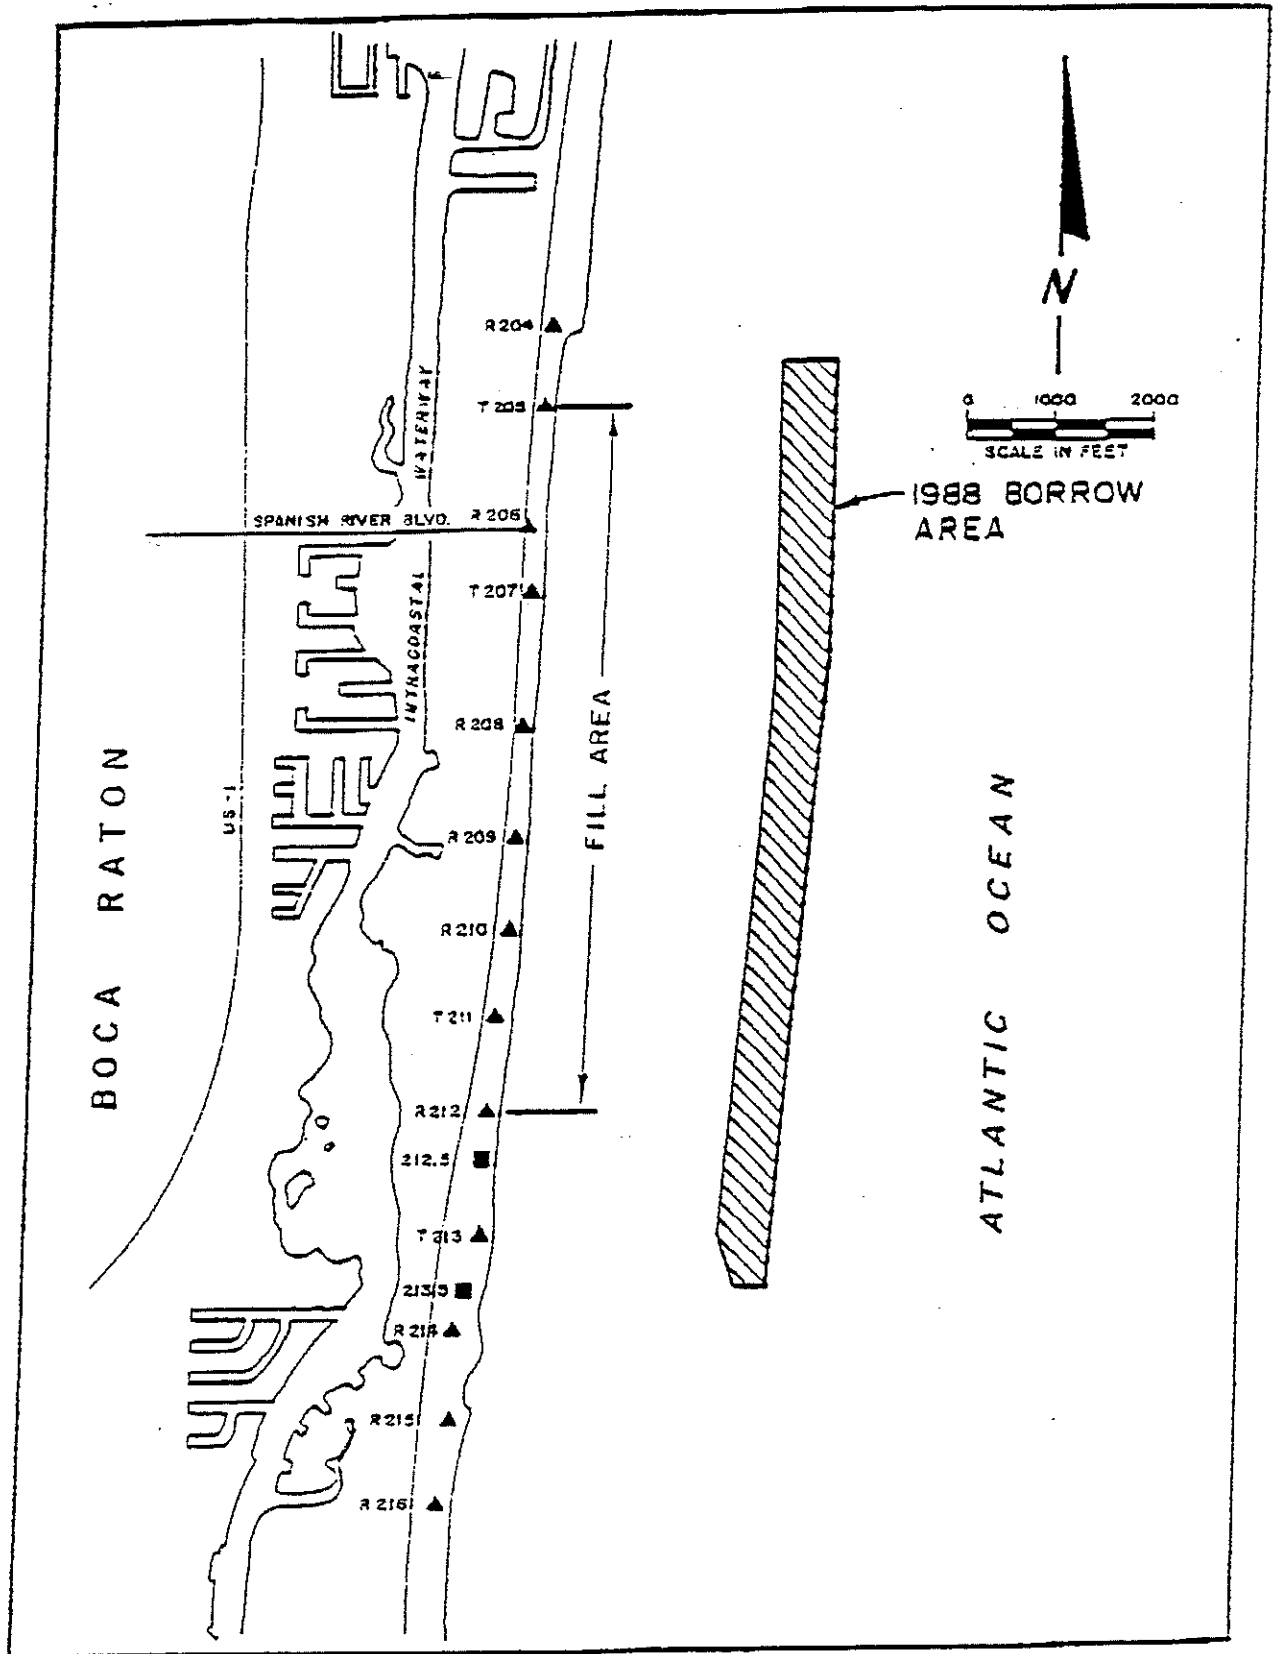 R 204
N
T 205
0 1000 2000
SCALE IN FEET
1988 BORROW
AREA
WATERWAY
SPANISH RIVER BLVD.
R 206
T 207
INTRACOASTAL
R 208
FILL AREA
BOCA RATON
US-1
R 209
ATLANTIC OCEAN
R 210
T 211
R 212
212.5
T 213
213.5
R 214
R 215
R 216